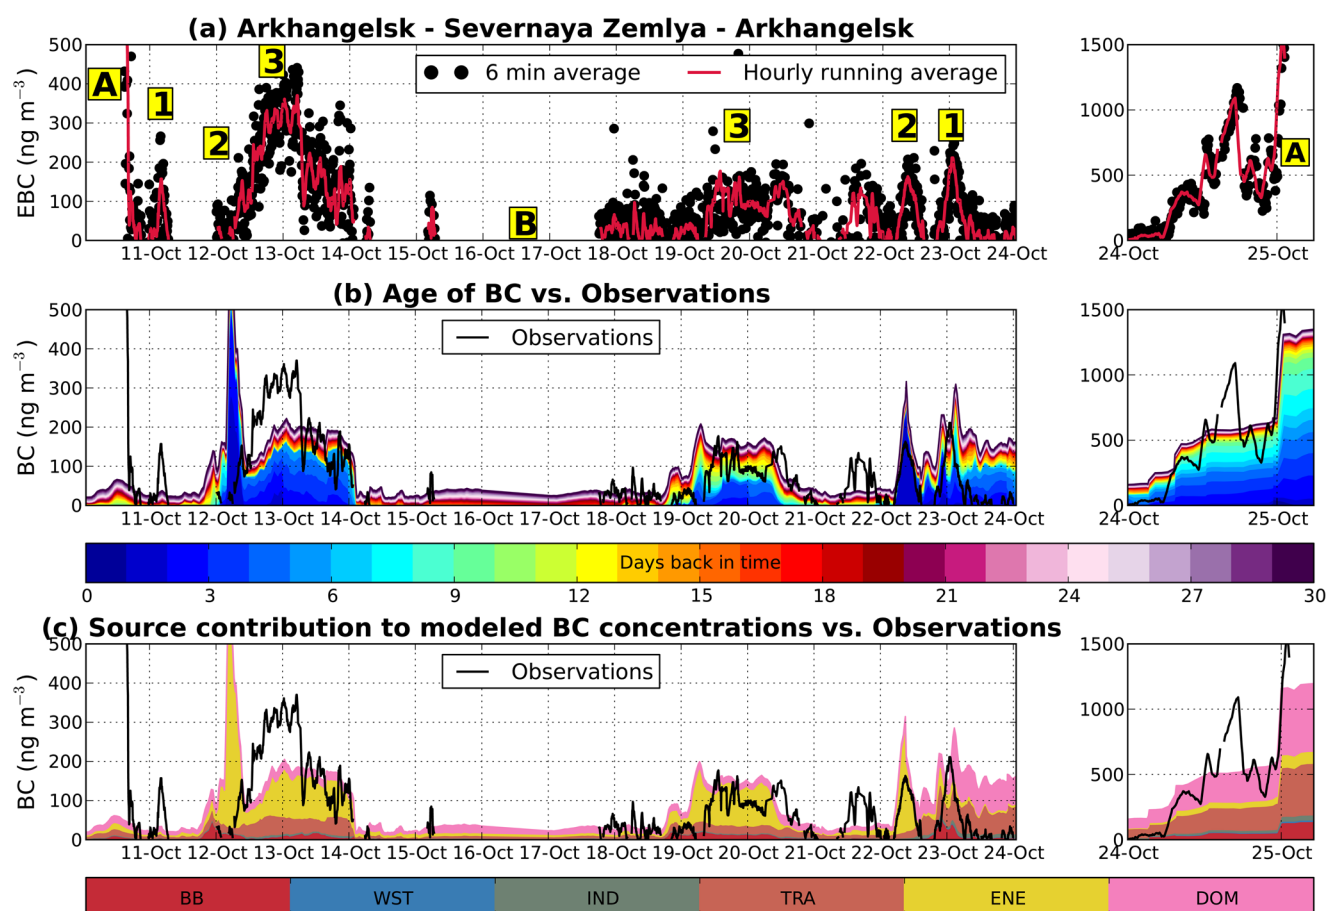 (a) Arkhangelsk - Severnaya Zemlya - Arkhangelsk
EBC (ng m⁻³)
500
400
300
200
100
0
A
1
2
3
B
3
2
1
6 min average
Hourly running average
11-Oct 12-Oct 13-Oct 14-Oct 15-Oct 16-Oct 17-Oct 18-Oct 19-Oct 20-Oct 21-Oct 22-Oct 23-Oct 24-Oct
1500
1000
500
0
A
24-Oct 25-Oct
(b) Age of BC vs. Observations
BC (ng m⁻³)
500
400
300
200
100
0
Observations
11-Oct 12-Oct 13-Oct 14-Oct 15-Oct 16-Oct 17-Oct 18-Oct 19-Oct 20-Oct 21-Oct 22-Oct 23-Oct 24-Oct
1500
1000
500
0
24-Oct 25-Oct
Days back in time
0 3 6 9 12 15 18 21 24 27 30
(c) Source contribution to modeled BC concentrations vs. Observations
BC (ng m⁻³)
500
400
300
200
100
0
Observations
11-Oct 12-Oct 13-Oct 14-Oct 15-Oct 16-Oct 17-Oct 18-Oct 19-Oct 20-Oct 21-Oct 22-Oct 23-Oct 24-Oct
1500
1000
500
0
24-Oct 25-Oct
BB WST IND TRA ENE DOM